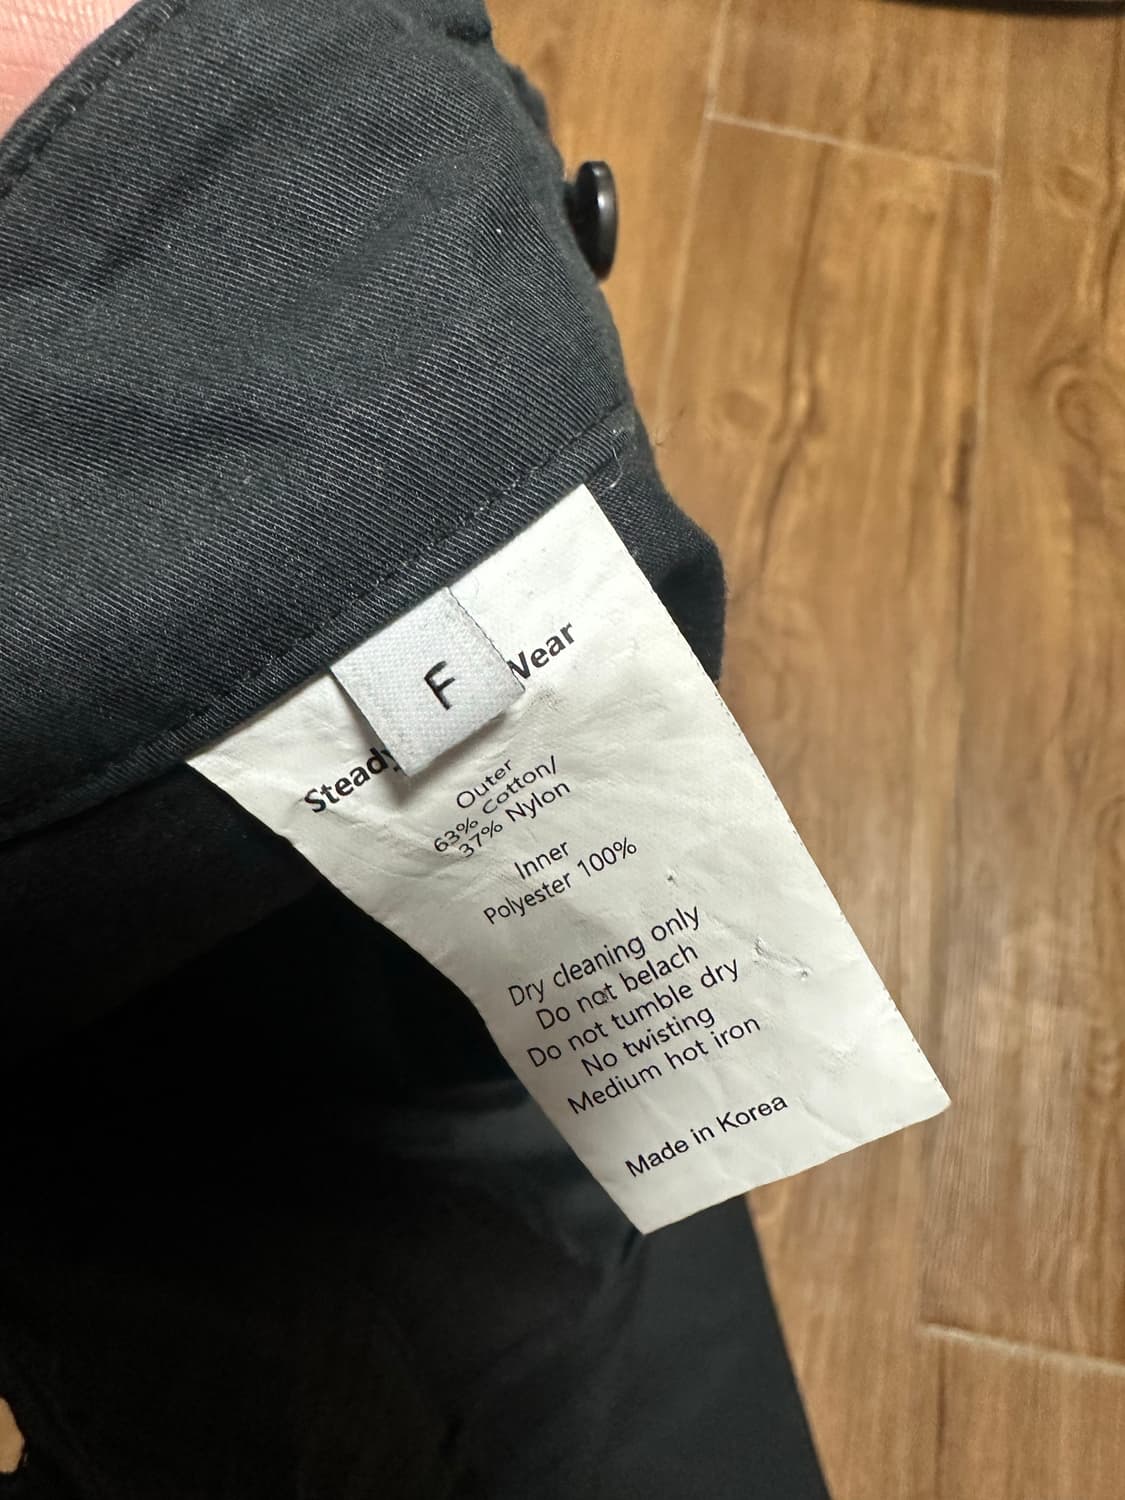 F
Steady Wear
Outer
63% Cotton/
37% Nylon
Inner
Polyester 100%
Dry cleaning only
Do not belach
Do not tumble dry
No twisting
Medium hot iron
Made in Korea